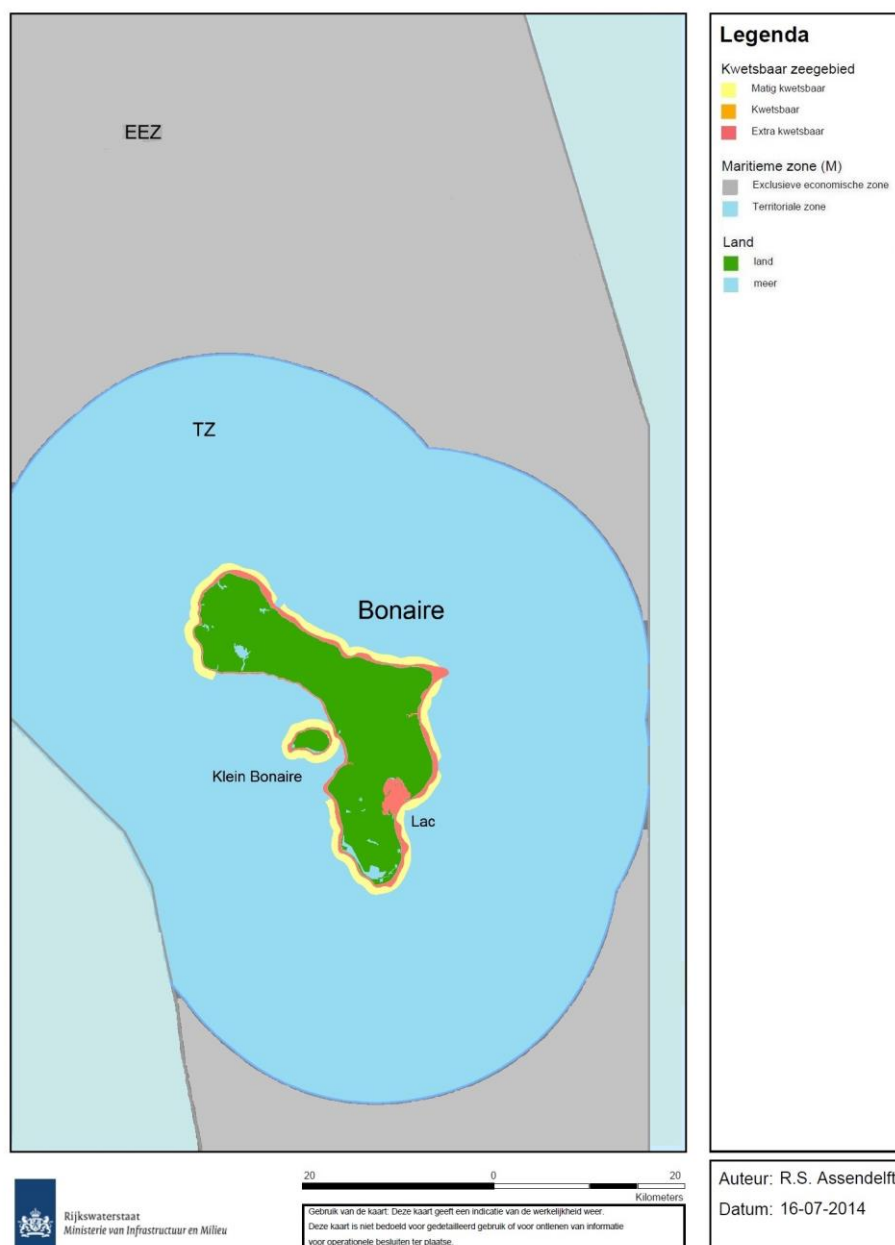 EEZ
TZ
Bonaire
Klein Bonaire
Lac
Legenda
Kwetsbaar zeegebied
Matig kwetsbaar
Kwetsbaar
Extra kwetsbaar
Maritieme zone (M)
Exclusieve economische zone
Territoriale zone
Land
land
meer
Rijkswaterstaat
Ministerie van Infrastructuur en Milieu
20 0 20
Kilometers
Gebruik van de kaart: Deze kaart geeft een indicatie van de werkelijkheid weer.
Deze kaart is niet bedoeld voor gedetailleerd gebruik of voor ontlenen van informatie
voor operationele besluiten ter plaatse.
Auteur: R.S. Assendelft
Datum: 16-07-2014